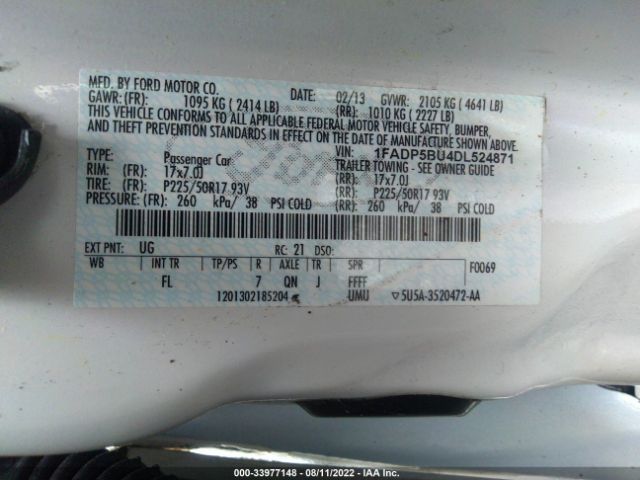 MFD. BY FORD MOTOR CO.
DATE: 02/13 GVWR: 2105 KG ( 4641 LB)
GAWR: (FR): 1095 KG ( 2414 LB) (RR): 1010 KG ( 2227 LB)
THIS VEHICLE CONFORMS TO ALL APPLICABLE FEDERAL MOTOR VEHICLE SAFETY, BUMPER,
AND THEFT PREVENTION STANDARDS IN EFFECT ON THE DATE OF MANUFACTURE SHOWN ABOVE.
VIN: 1FADP5BU4DL524871
TYPE: Passenger Car TRAILER TOWING - SEE OWNER GUIDE
RIM: (FR): 17x7.0J (RR): 17x7.0J
TIRE: (FR): P225/50R17 93V (RR): P225/50R17 93V
PRESSURE: (FR): 260 kPa/ 38 PSI COLD (RR): 260 kPa/ 38 PSI COLD
EXT PNT: UG RC: 21 DSO:
WB INT TR TP/PS R AXLE TR SPR F0069
FL 7 QN J FFFF
1201302185204 UMU ▽5U5A-3520472-AA
000-33977148 - 08/11/2022 - IAA Inc.